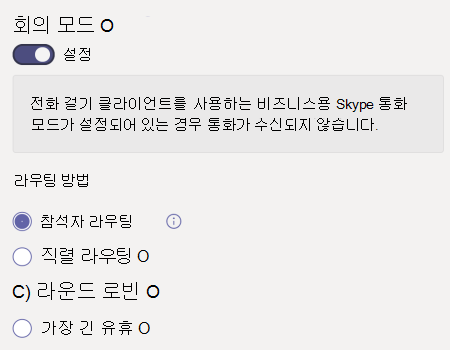 회의 모드 O
설정
전화 걸기 클라이언트를 사용하는 비즈니스용 Skype 통화
모드가 설정되어 있는 경우 통화가 수신되지 않습니다.
라우팅 방법
참석자 라우팅
직렬 라우팅 O
C) 라운드 로빈 O
가장 긴 유휴 O